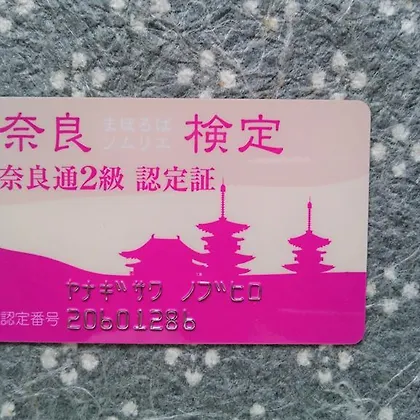 奈良 まほろば ソムリエ 検定
奈良通2級 認定証
ヤナギサワ ノブヒロ
認定番号 20601286